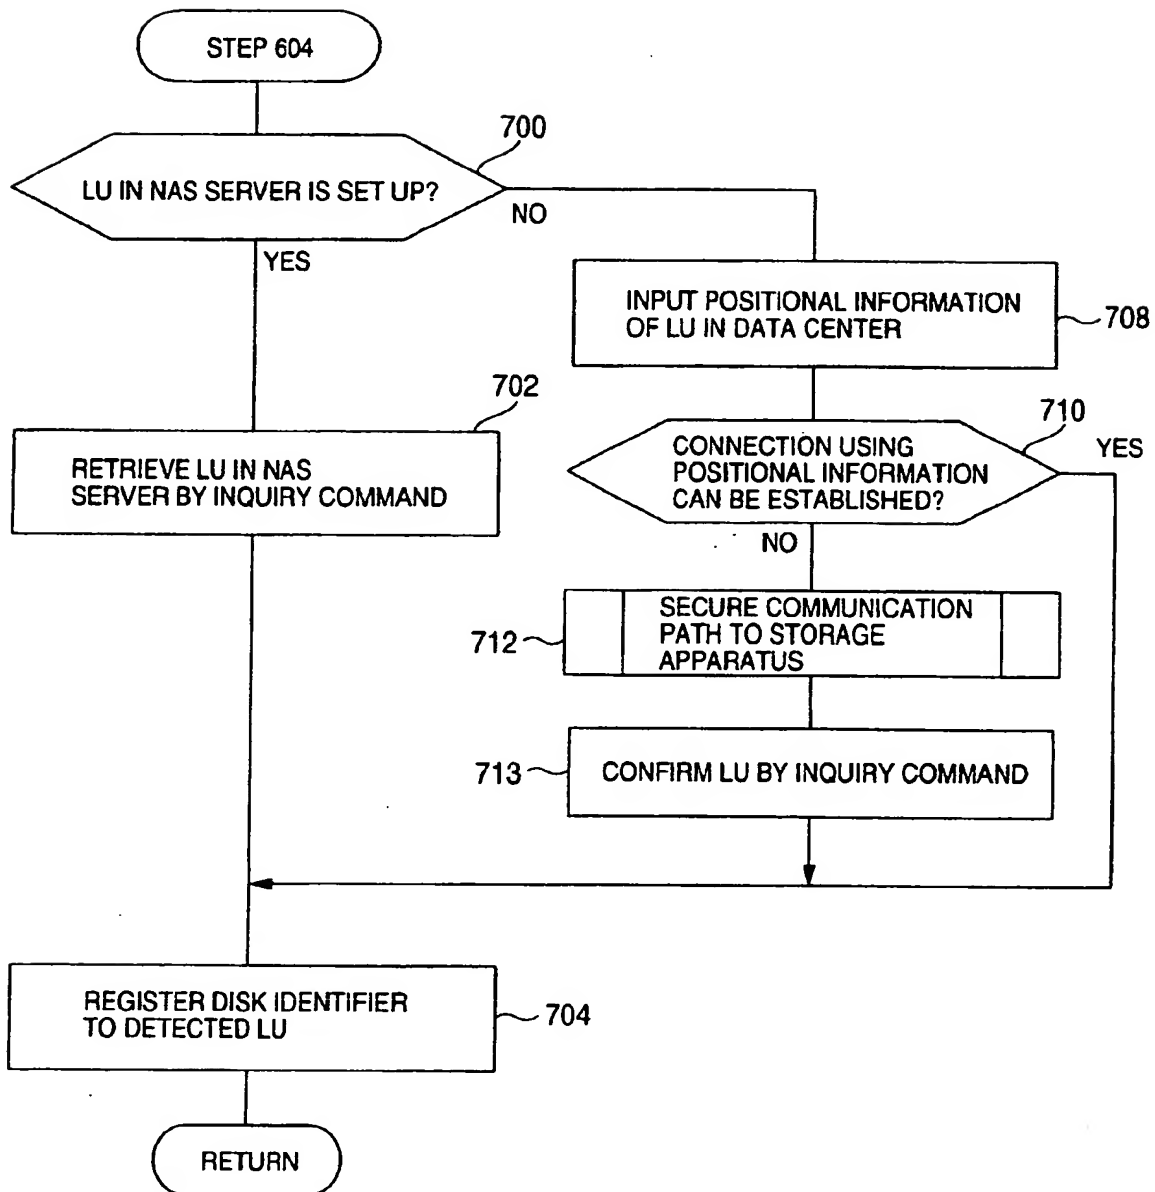 STEP 604
700
LU IN NAS SERVER IS SET UP?
NO
YES
INPUT POSITIONAL INFORMATION
OF LU IN DATA CENTER
708
702
RETRIEVE LU IN NAS
SERVER BY INQUIRY COMMAND
710
CONNECTION USING
POSITIONAL INFORMATION
CAN BE ESTABLISHED?
YES
NO
712
SECURE COMMUNICATION
PATH TO STORAGE
APPARATUS
713
CONFIRM LU BY INQUIRY COMMAND
REGISTER DISK IDENTIFIER
TO DETECTED LU
704
RETURN